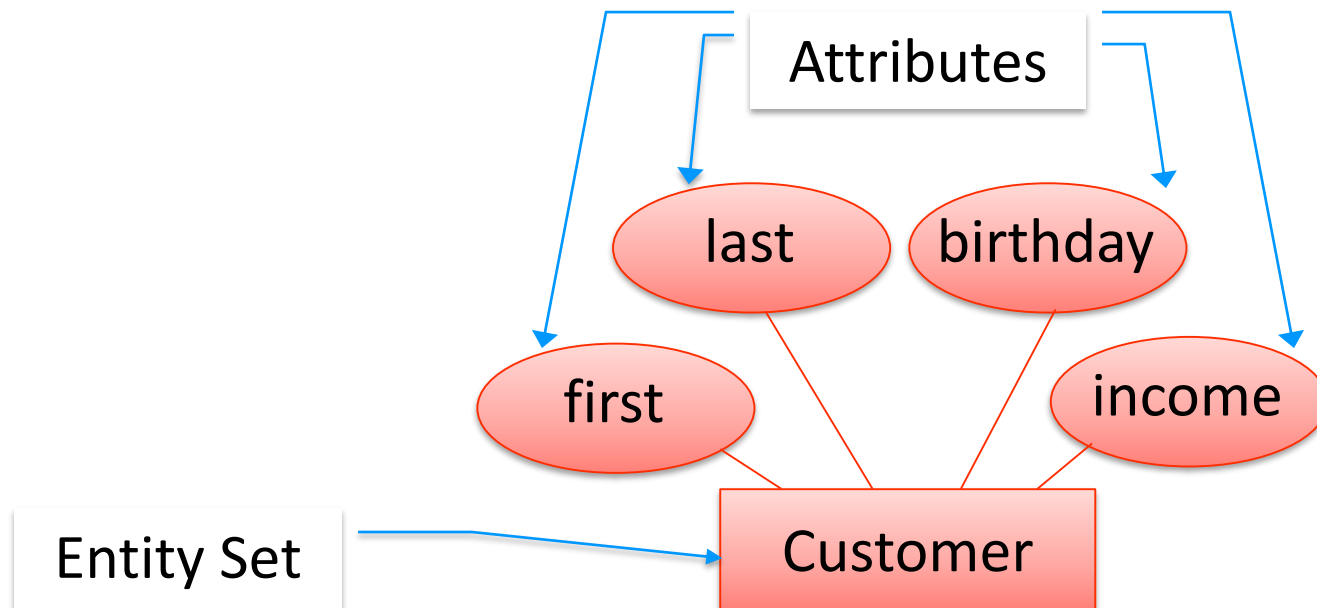 Attributes
last
birthday
first
income
Entity Set
Customer